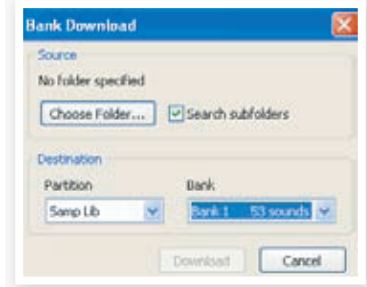 Bank Download
Source
No folder specified
Choose Folder... Search subfolders
Destination
Partition Bank
Samp Lib Bank 1 53 sounds
Download Cancel